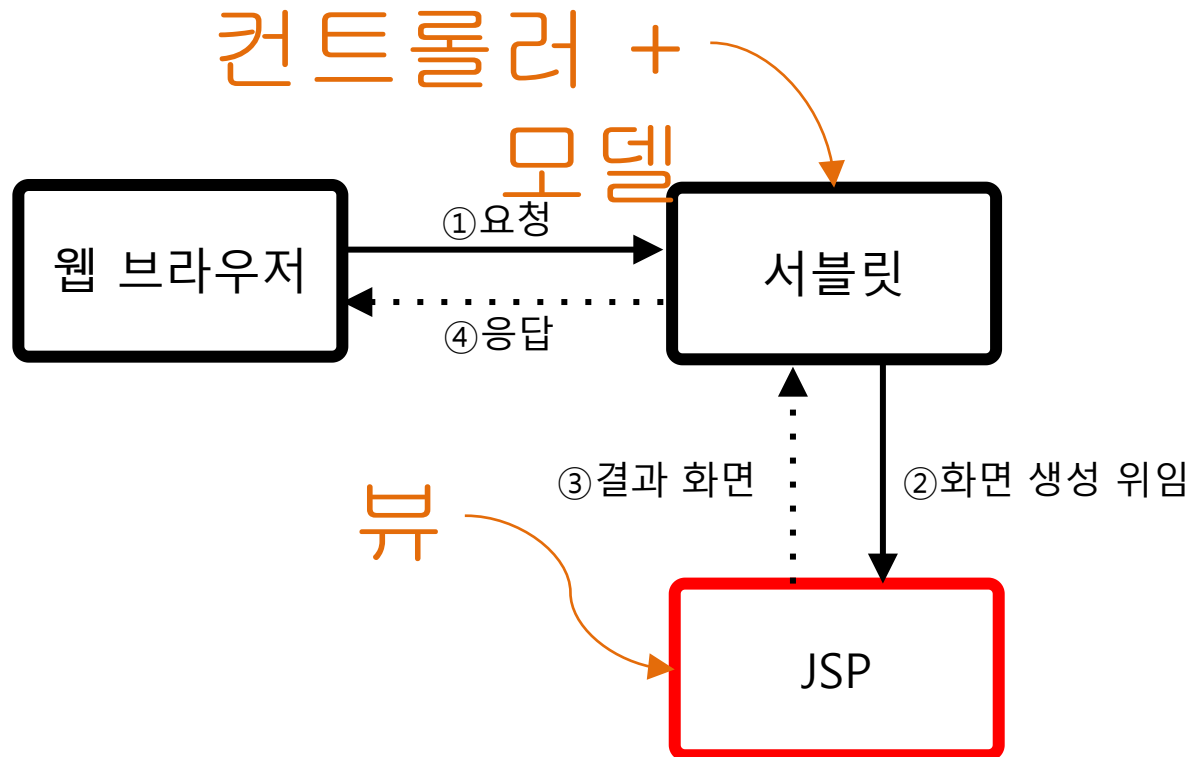 컨트롤러 +
모델
①요청
웹 브라우저
서블릿
④응답
③결과 화면
②화면 생성 위임
뷰
JSP